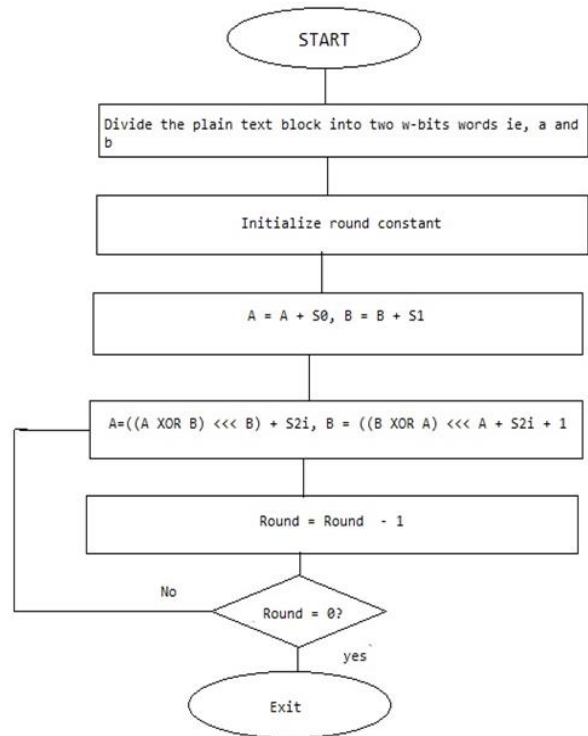 START
Divide the plain text block into two w-bits words ie, a and
b
Initialize round constant
A = A + S0, B = B + S1
A=((A XOR B) <<< B) + S2i, B = ((B XOR A) <<< A + S2i + 1
Round = Round - 1
No
Round = 0?
yes
Exit